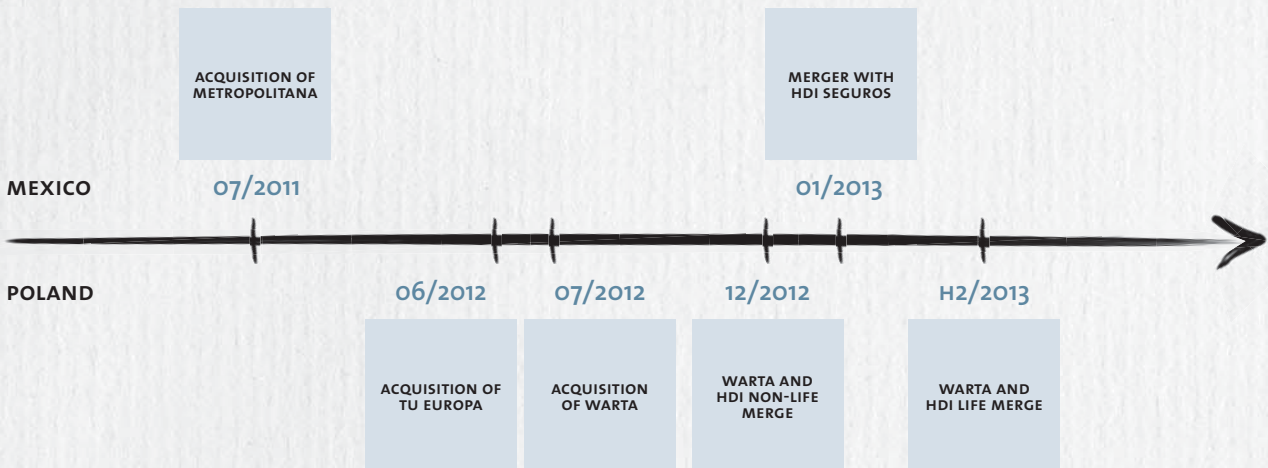 ACQUISITION OF
METROPOLITANA
MERGER WITH
HDI SEGUROS
MEXICO
07/2011
01/2013
POLAND
06/2012
07/2012
12/2012
H2/2013
ACQUISITION OF
TU EUROPA
ACQUISITION
OF WARTA
WARTA AND
HDI NON-LIFE
MERGE
WARTA AND
HDI LIFE MERGE